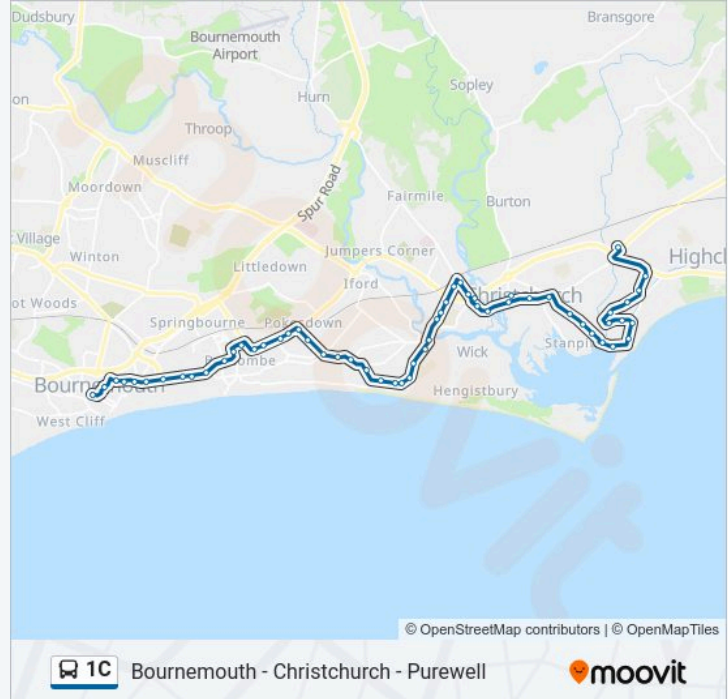 Dudsbury
Bransgore
Bournemouth
Airport
on
Hurn
Sopley
Throop
Muscliff
Spur Road
Moordown
Fairmile
Burton
Village
Winton
Jumpers Corner
Highcl
Littledown
Iford
Christchurch
ot Woods
Springbourne
Pokesdown
Wick
Stanpit
Bournemouth
Hengistbury
West Cliff
© OpenStreetMap contributors | © OpenMapTiles
1C Bournemouth - Christchurch - Purewell
moovit